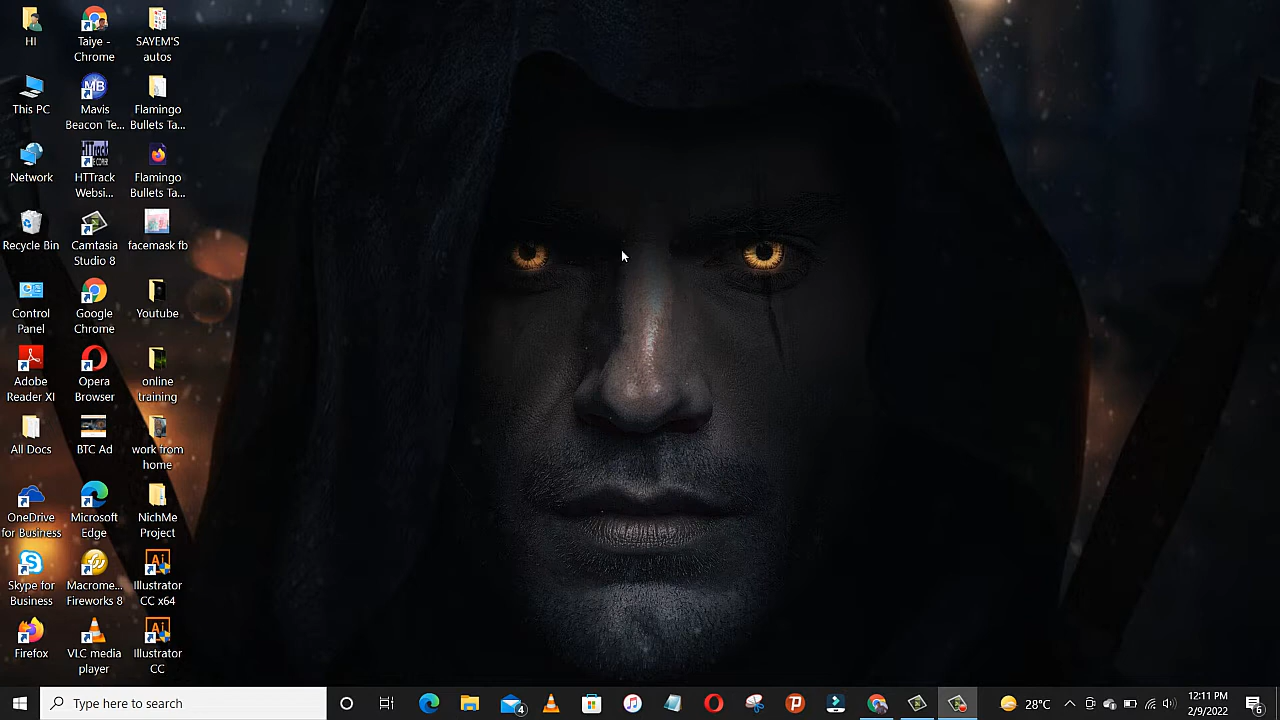 HI
Taiye -
Chrome
SAYEM'S
autos
This PC
Mavis
Beacon Te...
Flamingo
Bullets Ta...
Network
HTTrack
Websi...
Flamingo
Bullets Ta...
Recycle Bin
Camtasia
Studio 8
facemask fb
Control
Panel
Google
Chrome
Youtube
Adobe
Reader XI
Opera
Browser
online
training
All Docs
BTC Ad
work from
home
OneDrive
for Business
Microsoft
Edge
NichMe
Project
Skype for
Business
Macrome...
Fireworks 8
Illustrator
CC x64
Firefox
VLC media
player
Illustrator
CC
Type here to search
4
28°C
12:11 PM
2/9/2022
6